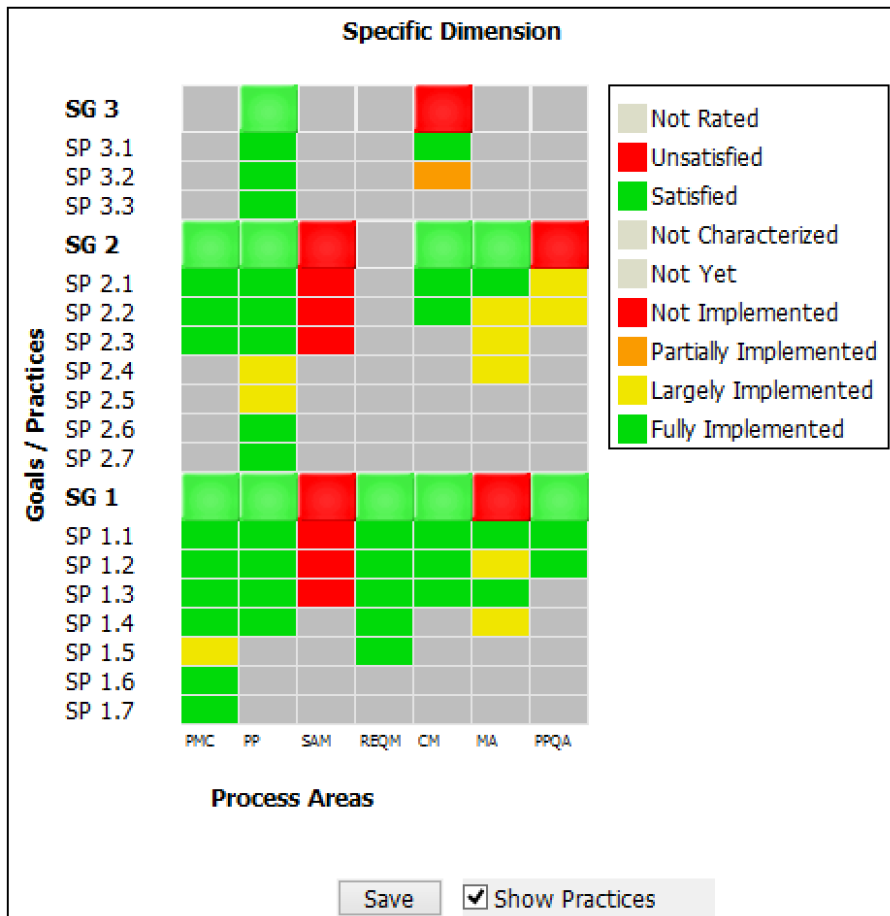 Specific Dimension
SG 3
SP 3.1
SP 3.2
SP 3.3
SG 2
SP 2.1
SP 2.2
SP 2.3
SP 2.4
SP 2.5
SP 2.6
SP 2.7
SG 1
SP 1.1
SP 1.2
SP 1.3
SP 1.4
SP 1.5
SP 1.6
SP 1.7
Goals / Practices
PMC PP SAM REQM CM MA PPQA
Process Areas
Not Rated
Unsatisfied
Satisfied
Not Characterized
Not Yet
Not Implemented
Partially Implemented
Largely Implemented
Fully Implemented
Save
Show Practices